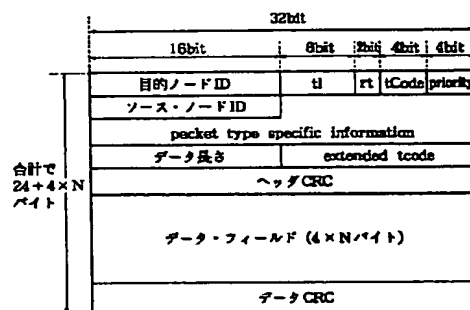 32bit
16bit 6bit 2bit 4bit 4bit
目的ノードID tl rt tCode priority
ソース・ノードID
packet type specific information
データ長さ extended tcode
ヘッダCRC
合計で
24+4×N
バイト
データ・フィールド (4×Nバイト)
データCRC